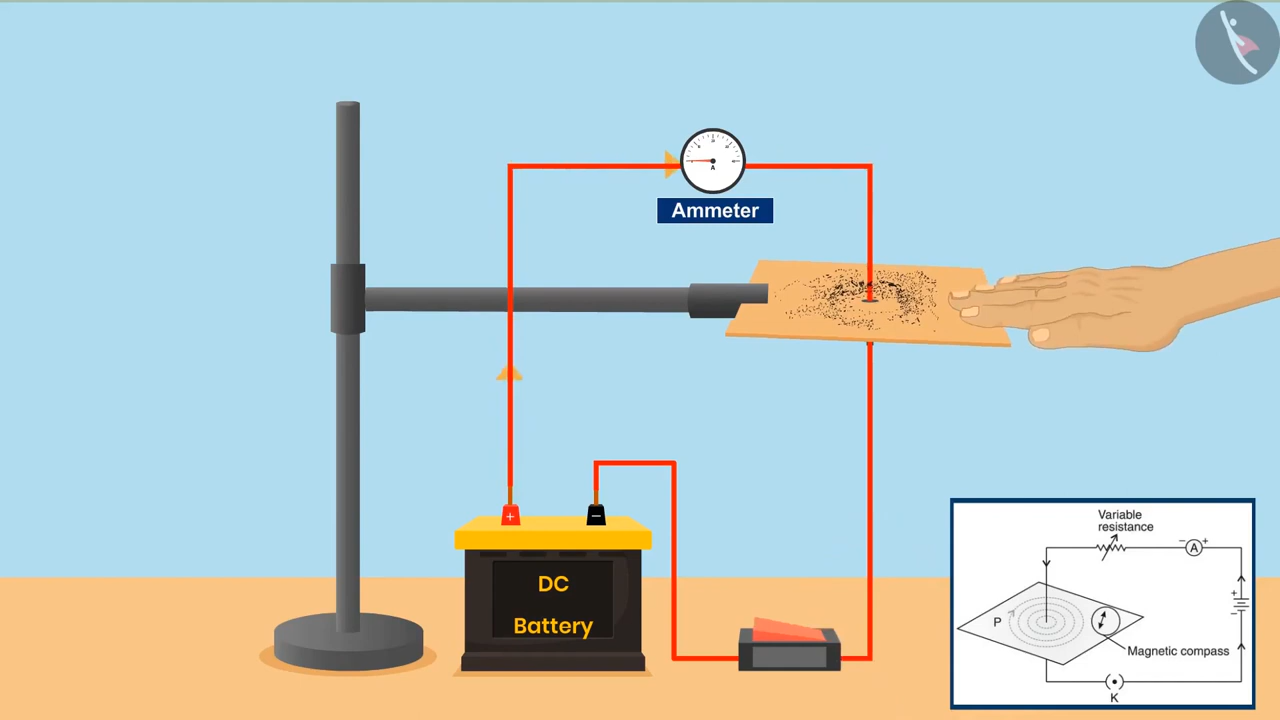 A
Ammeter
+
−
DC
Battery
Variable
resistance
− A +
P
+
−
Magnetic compass
K